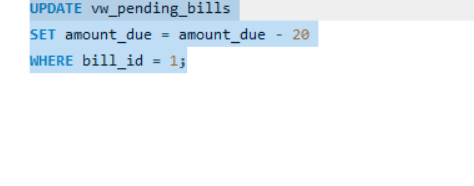 UPDATE vw_pending_bills
SET amount_due = amount_due - 20
WHERE bill_id = 1;